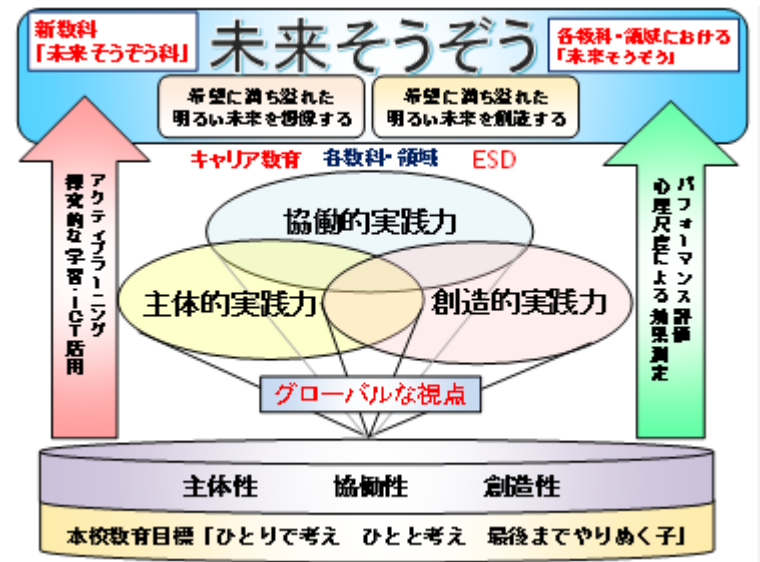 新教科
「未来そうぞう科」
未来そうぞう
各教科・領域における
「未来そうぞう」
希望に満ち溢れた
明るい未来を想像する
希望に満ち溢れた
明るい未来を創造する
キャリア教育 各教科・領域 ESD
アクティブラーニング
探究的な学習・ICT活用
パフォーマンス評価
心理尺度による効果測定
協働的実践力
主体的実践力
創造的実践力
グローバルな視点
主体性 協働性 創造性
本校教育目標「ひとりで考え ひとと考え 最後までやりぬく子」